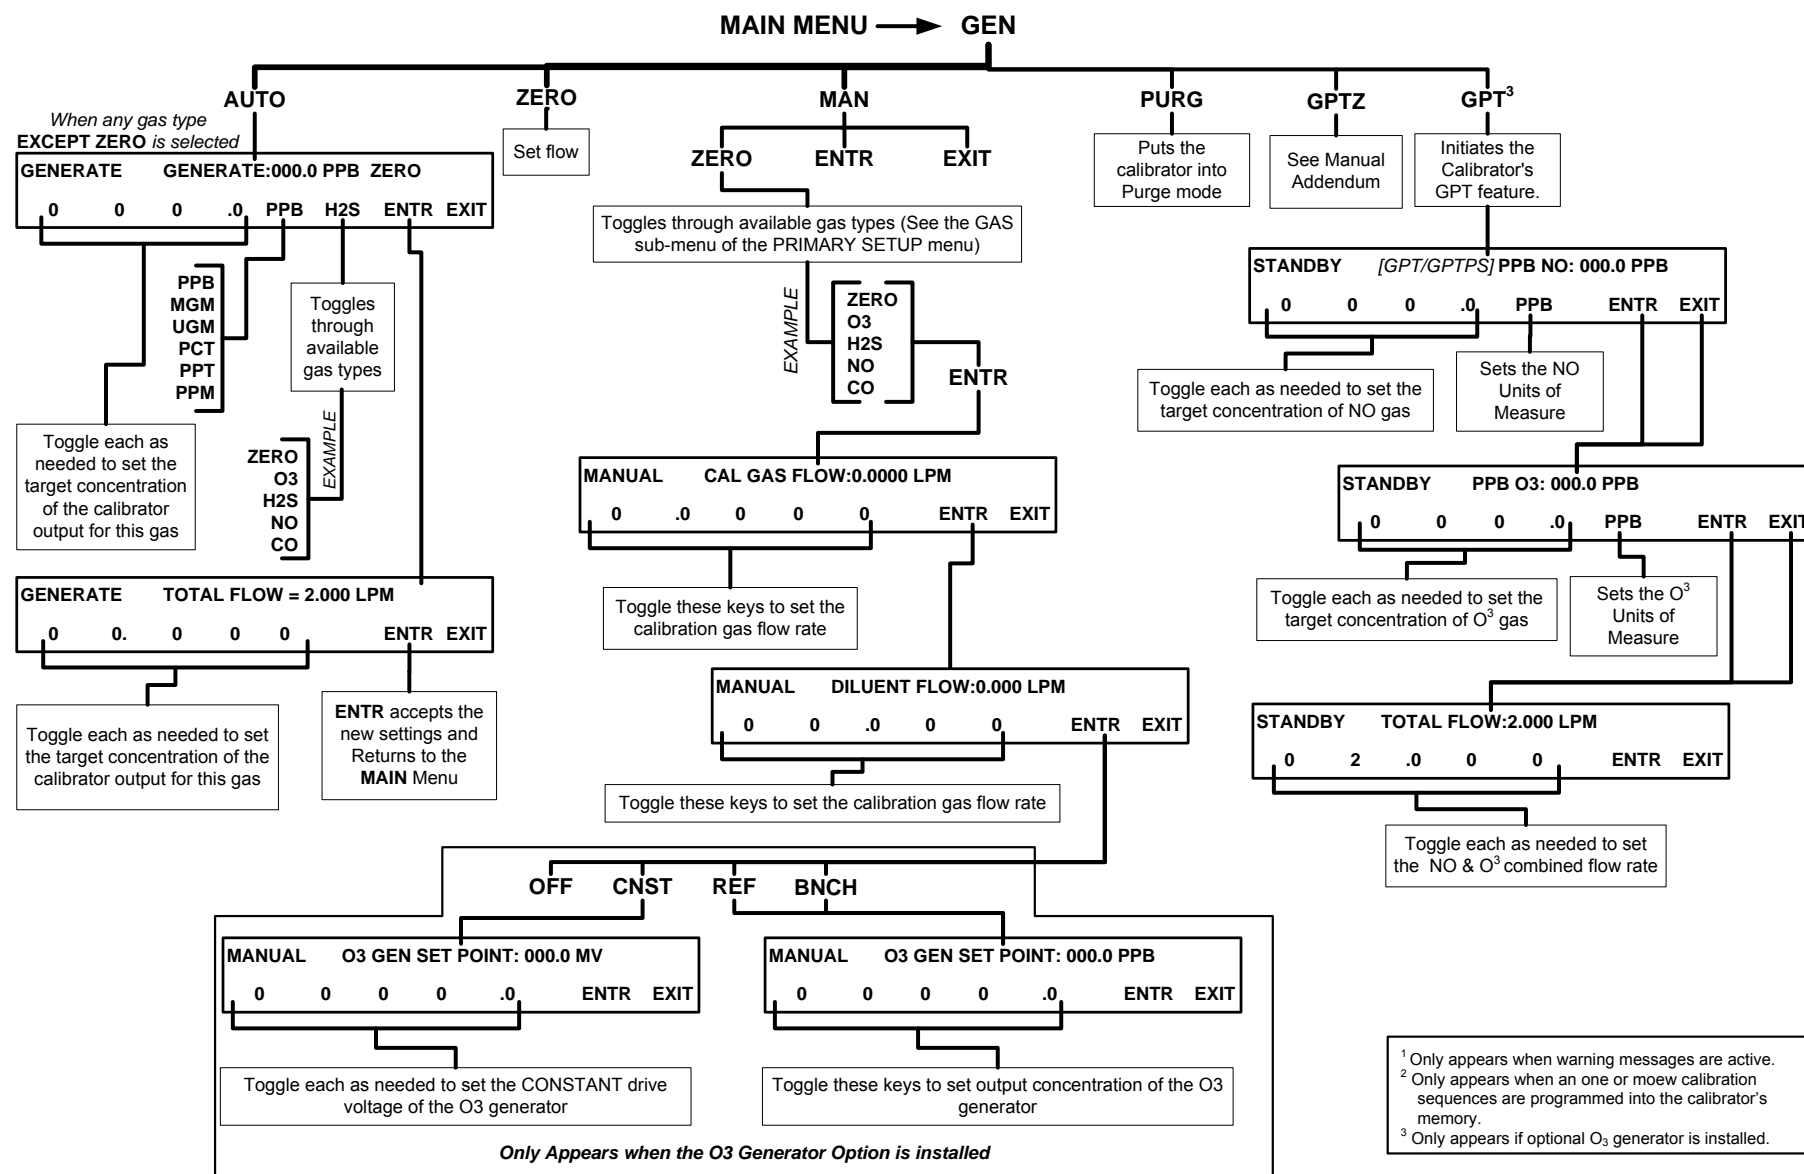 MAIN MENU GEN
AUTO
ZERO
MAN
PURG
GPTZ
GPT3
When any gas type
EXCEPT ZERO is selected
GENERATE GENERATE:000.0 PPB ZERO
0 0 0 .0 PPB H2S ENTR EXIT
PPB
MGM
UGM
PCT
PPT
PPM
Toggles
through
available
gas types
EXAMPLE
ZERO
O3
H2S
NO
CO
Toggle each as
needed to set the
target concentration
of the calibrator
output for this gas
GENERATE TOTAL FLOW = 2.000 LPM
0 0. 0 0 0 ENTR EXIT
Toggle each as needed to set
the target concentration of the
calibrator output for this gas
ENTR accepts the
new settings and
Returns to the
MAIN Menu
Set flow
ZERO ENTR EXIT
Toggles through available gas types (See the GAS
sub-menu of the PRIMARY SETUP menu)
EXAMPLE
ZERO
O3
H2S
NO
CO
ENTR
MANUAL CAL GAS FLOW:0.0000 LPM
0 .0 0 0 0 ENTR EXIT
Toggle these keys to set the
calibration gas flow rate
MANUAL DILUENT FLOW:0.000 LPM
0 0 .0 0 0 ENTR EXIT
Toggle these keys to set the calibration gas flow rate
OFF CNST REF BNCH
MANUAL O3 GEN SET POINT: 000.0 MV
0 0 0 0 .0 ENTR EXIT
Toggle each as needed to set the CONSTANT drive
voltage of the O3 generator
MANUAL O3 GEN SET POINT: 000.0 PPB
0 0 0 0 .0 ENTR EXIT
Toggle these keys to set output concentration of the O3
generator
Only Appears when the O3 Generator Option is installed
Puts the
calibrator into
Purge mode
See Manual
Addendum
Initiates the
Calibrator's
GPT feature.
STANDBY [GPT/GPTPS] PPB NO: 000.0 PPB
0 0 0 .0 PPB ENTR EXIT
Toggle each as needed to set the
target concentration of NO gas
Sets the NO
Units of
Measure
STANDBY PPB O3: 000.0 PPB
0 0 0 .0 PPB ENTR EXIT
Toggle each as needed to set the
target concentration of O3 gas
Sets the O3
Units of
Measure
STANDBY TOTAL FLOW:2.000 LPM
0 2 .0 0 0 ENTR EXIT
Toggle each as needed to set
the NO & O3 combined flow rate
1 Only appears when warning messages are active.
2 Only appears when an one or moew calibration
sequences are programmed into the calibrator's
memory.
3 Only appears if optional O3 generator is installed.